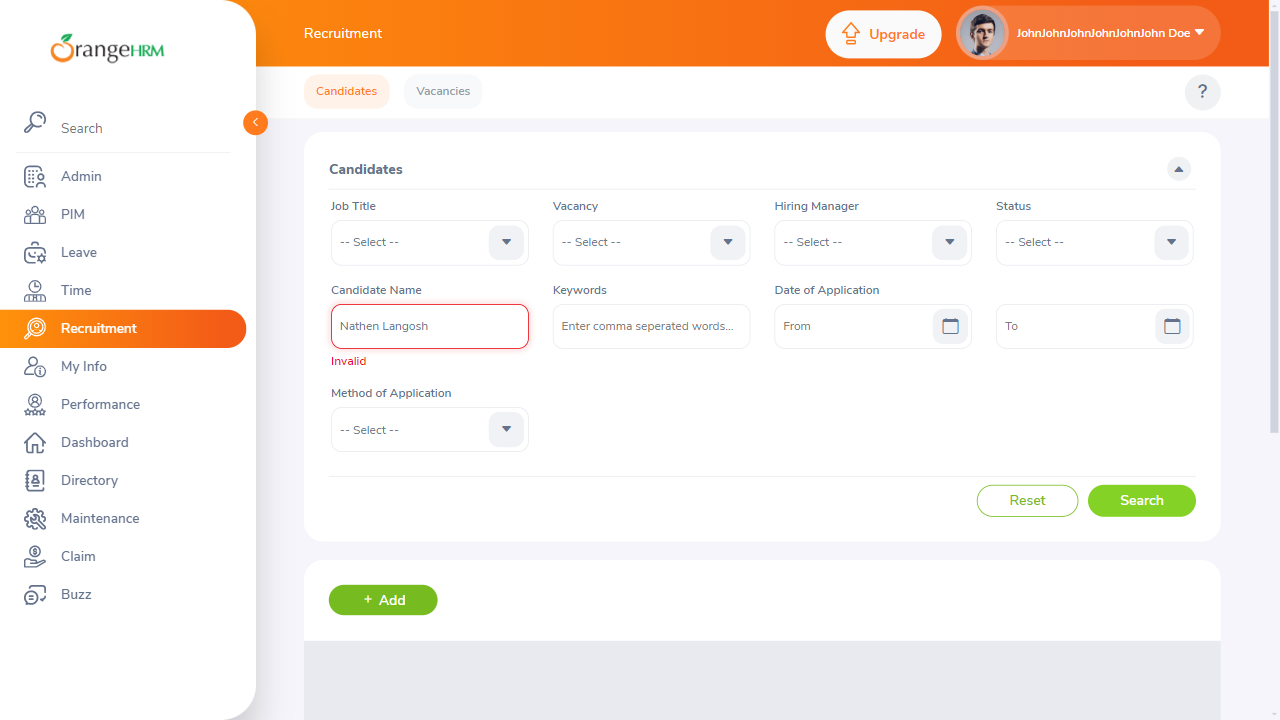 OrangeHRM
Recruitment
Upgrade
JohnJohnJohnJohnJohnJohn Doe
Candidates
Vacancies
?
Search
Admin
PIM
Leave
Time
Recruitment
My Info
Performance
Dashboard
Directory
Maintenance
Claim
Buzz
Candidates
Job Title
Vacancy
Hiring Manager
Status
-- Select --
-- Select --
-- Select --
-- Select --
Candidate Name
Keywords
Date of Application
Nathen Langosh
Enter comma seperated words...
From
To
Invalid
Method of Application
-- Select --
Reset
Search
+ Add